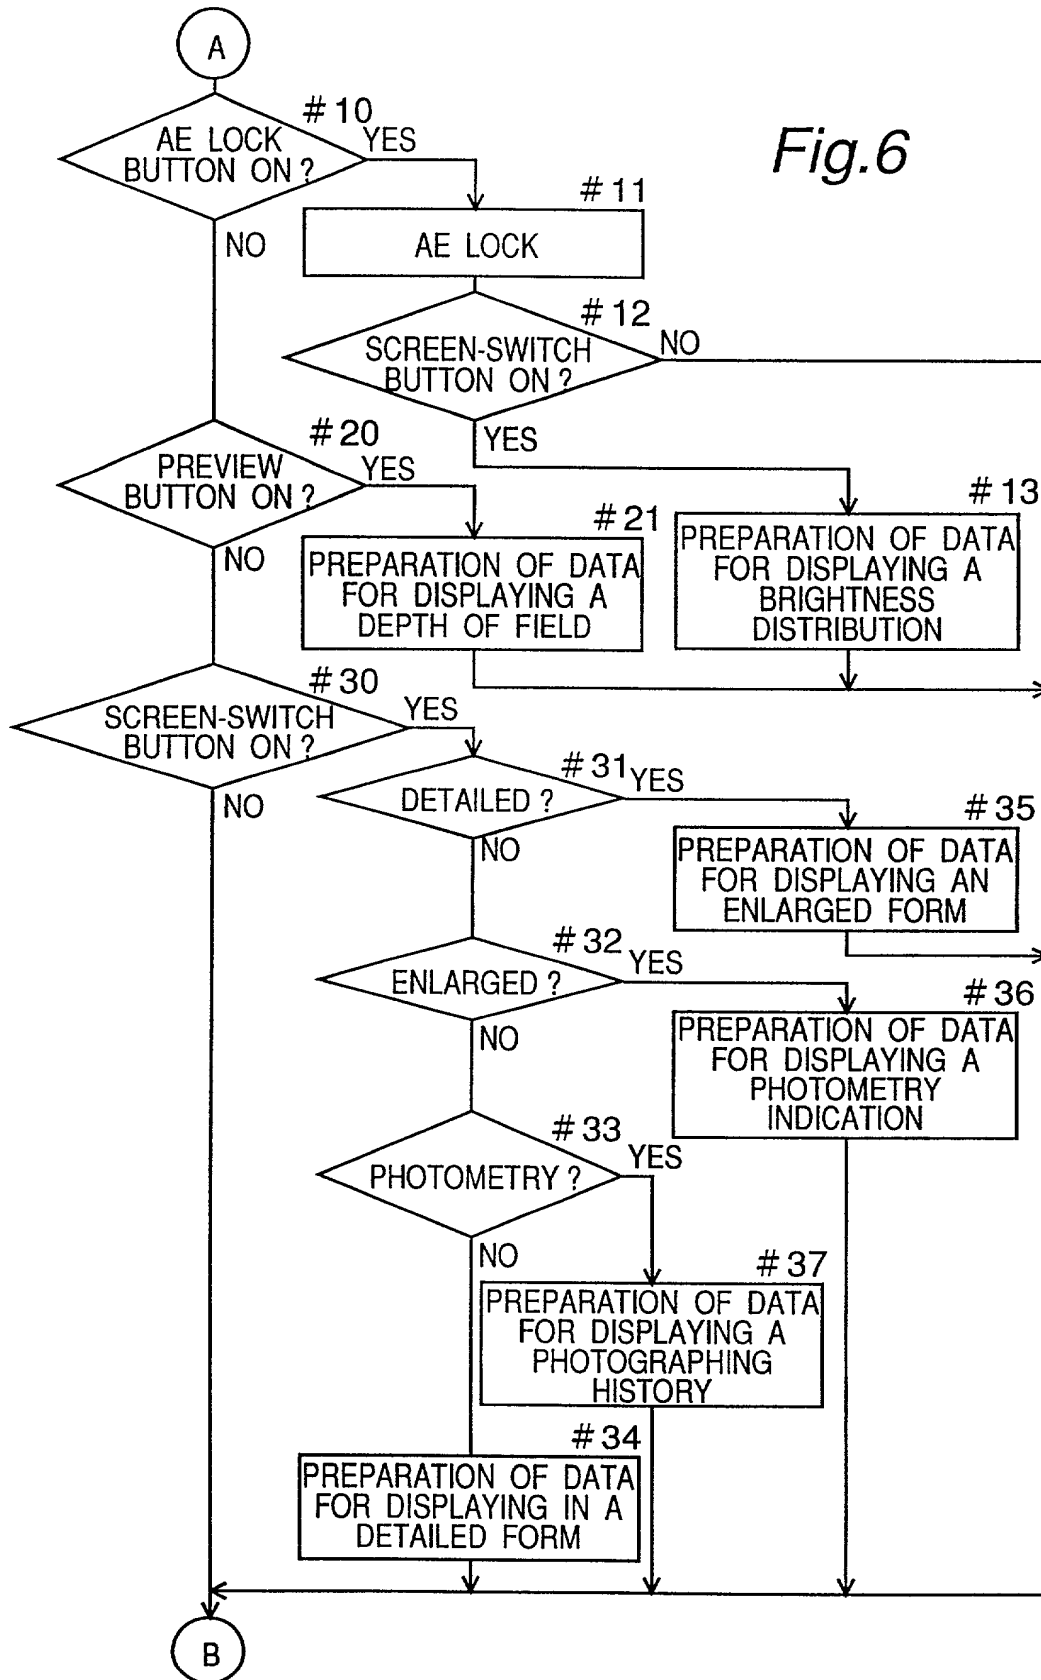 A
Fig.6
#10
AE LOCK
BUTTON ON?
YES
NO
#11
AE LOCK
#12
SCREEN-SWITCH
BUTTON ON?
NO
YES
#13
PREPARATION OF DATA
FOR DISPLAYING A
BRIGHTNESS
DISTRIBUTION
#20
PREVIEW
BUTTON ON?
YES
NO
#21
PREPARATION OF DATA
FOR DISPLAYING A
DEPTH OF FIELD
#30
SCREEN-SWITCH
BUTTON ON?
YES
NO
#31
DETAILED?
YES
NO
#35
PREPARATION OF DATA
FOR DISPLAYING AN
ENLARGED FORM
#32
ENLARGED?
YES
NO
#36
PREPARATION OF DATA
FOR DISPLAYING A
PHOTOMETRY
INDICATION
#33
PHOTOMETRY?
YES
NO
#37
PREPARATION OF DATA
FOR DISPLAYING A
PHOTOGRAPHING
HISTORY
#34
PREPARATION OF DATA
FOR DISPLAYING IN A
DETAILED FORM
B